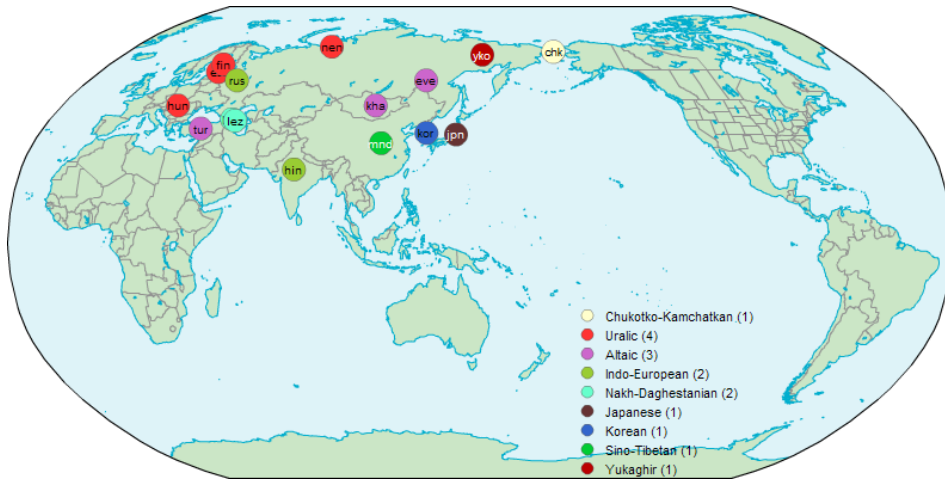 nen
yko
chk
fin
rus
eve
hun
kha
tur
lez
kor
jpn
mnd
hin
Chukotko-Kamchatkan (1)
Uralic (4)
Altaic (3)
Indo-European (2)
Nakh-Daghestanian (2)
Japanese (1)
Korean (1)
Sino-Tibetan (1)
Yukaghir (1)